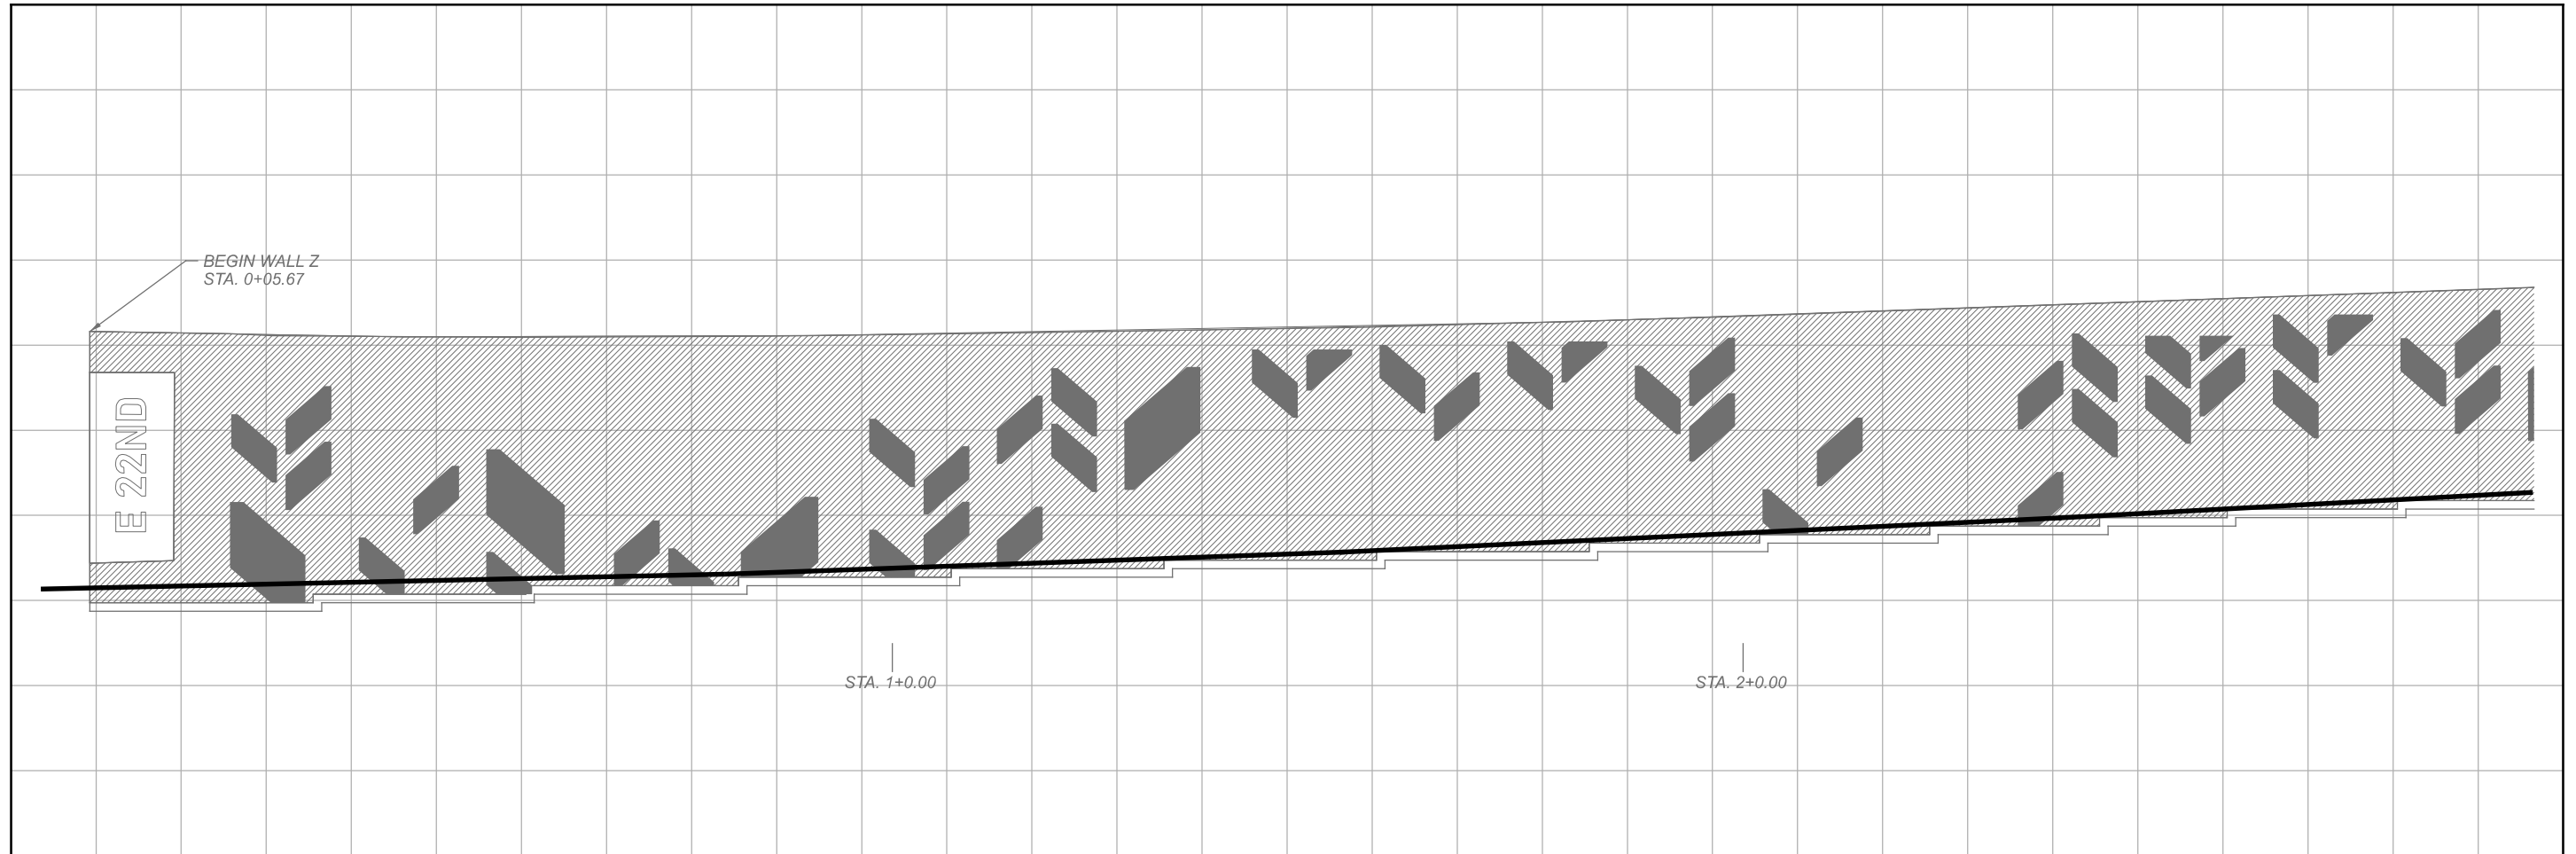 BEGIN WALL Z
STA. 0+05.67
E 22ND
STA. 1+0.00
STA. 2+0.00